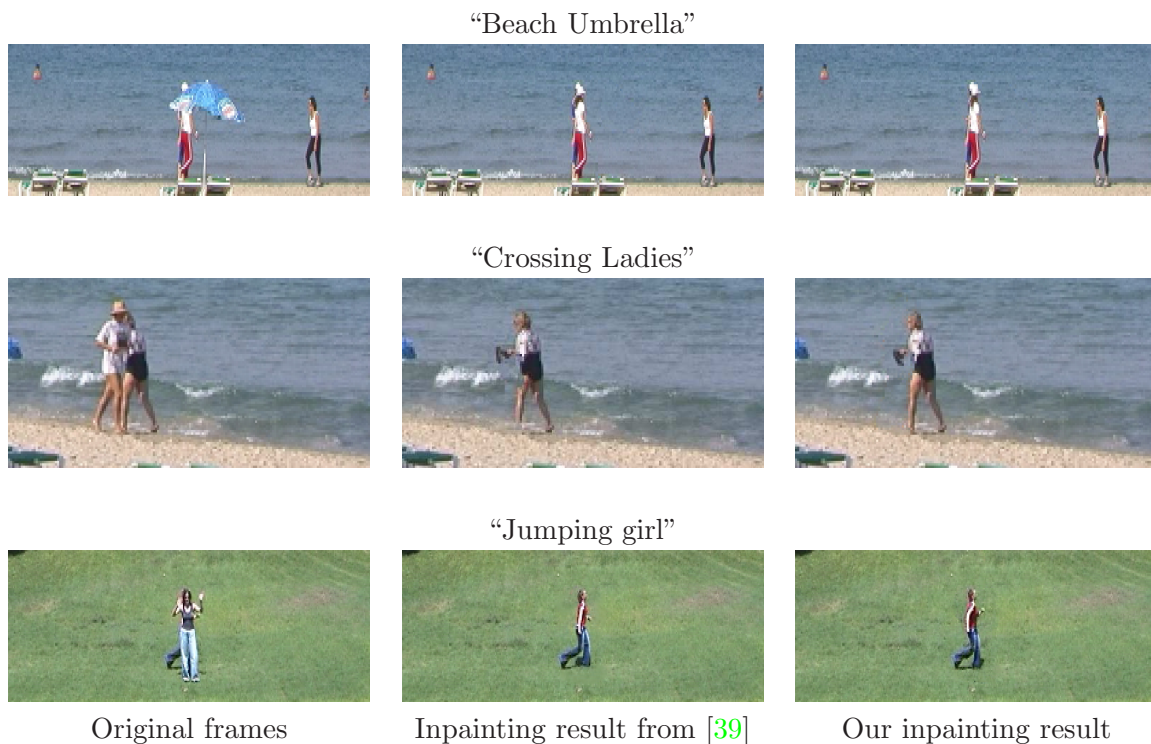 “Beach Umbrella”
“Crossing Ladies”
“Jumping girl”
Original frames
Inpainting result from [39]
Our inpainting result